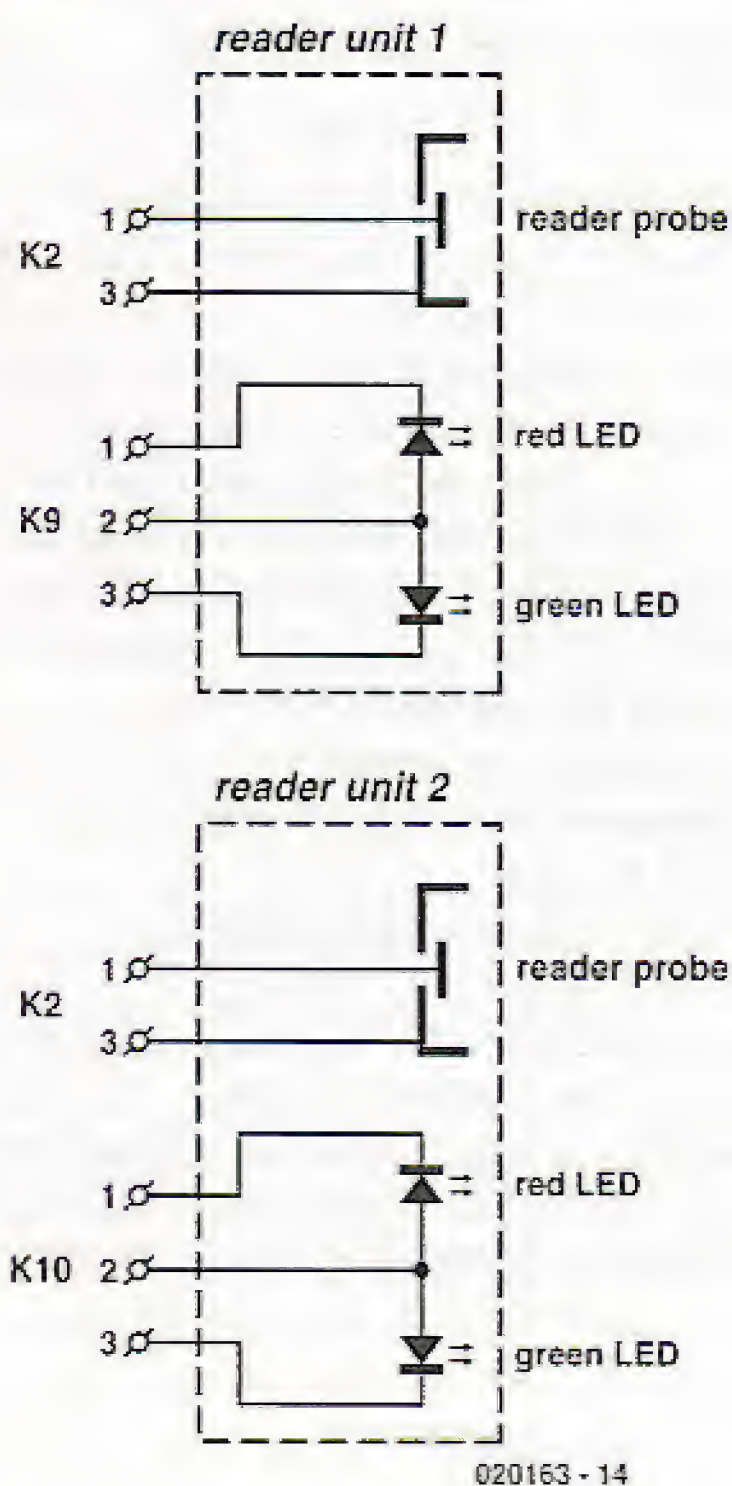 reader unit 1
1
reader probe
K2
3
1
red LED
K9 2
3
green LED
reader unit 2
1
reader probe
K2
3
1
red LED
K10 2
3
green LED
020163 - 14